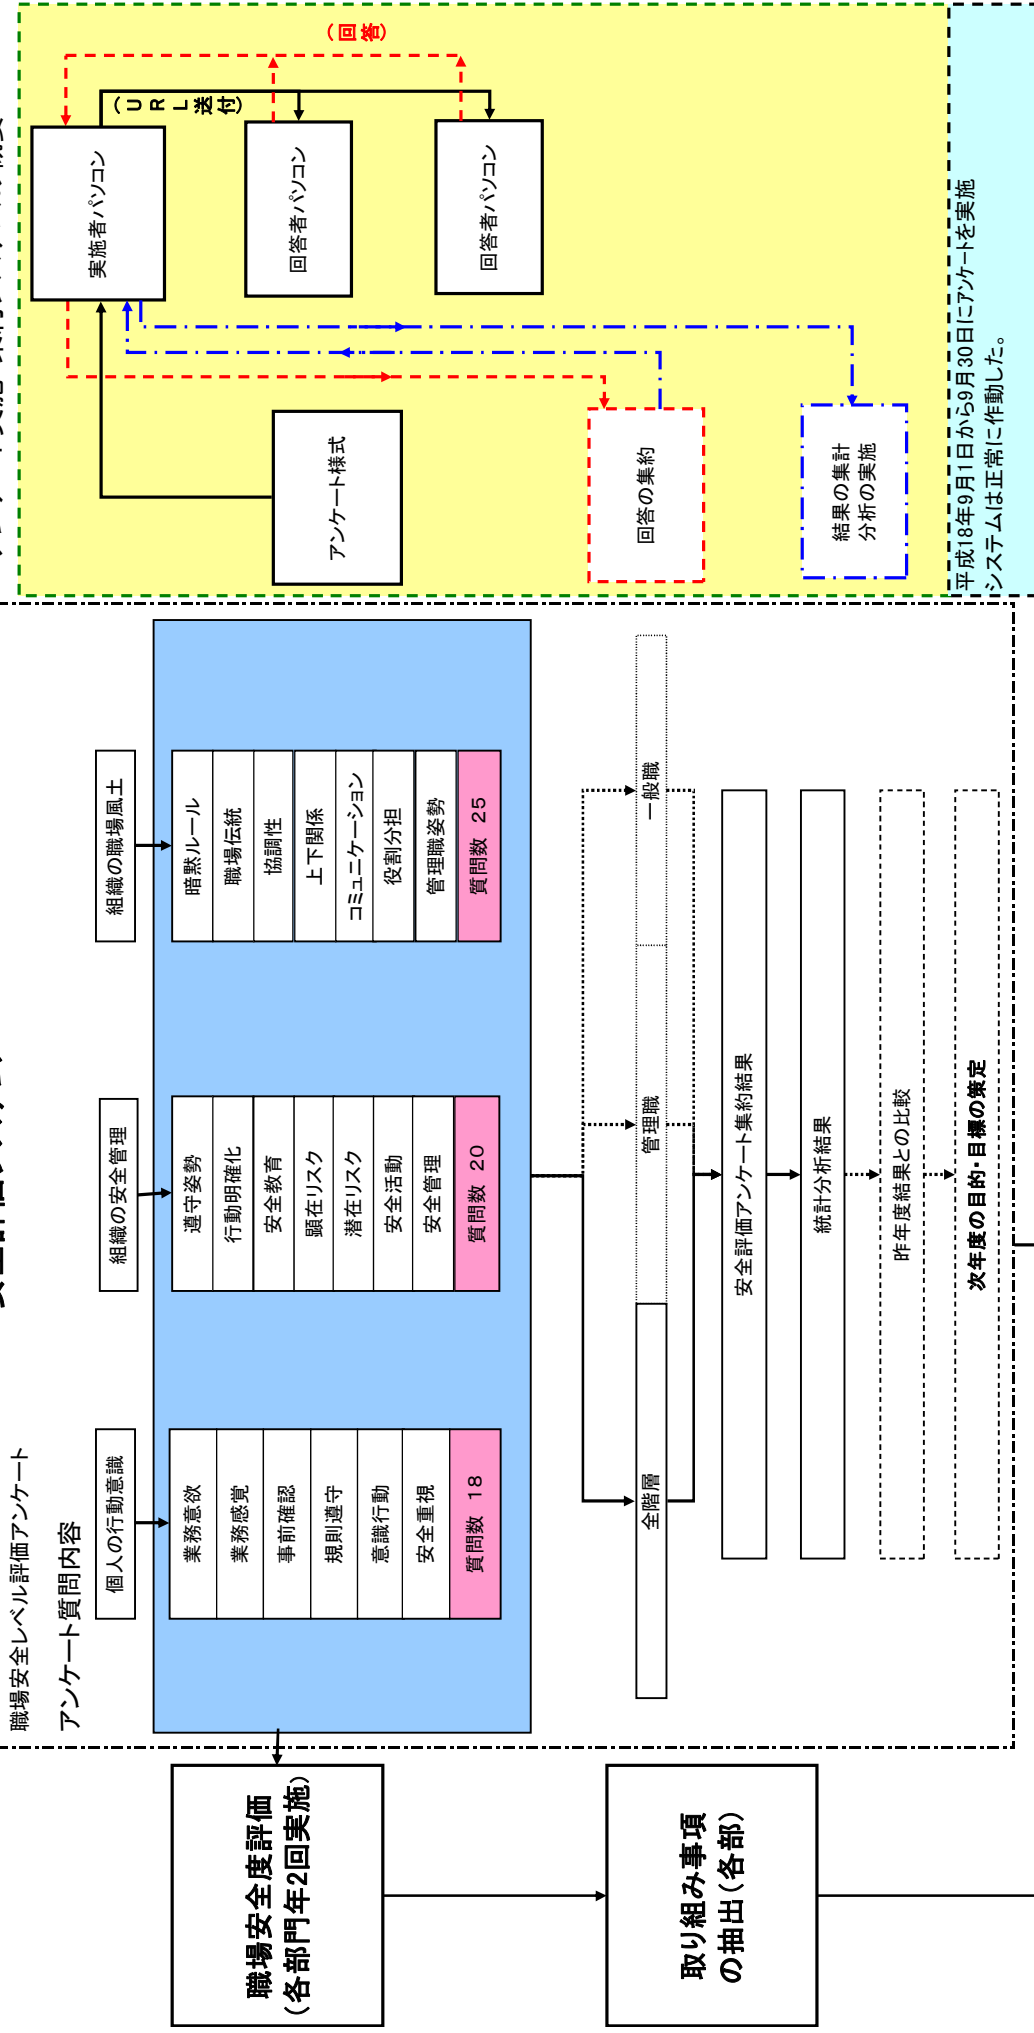 職場安全レベル評価アンケート
アンケート質問内容
個人の行動意識
業務意欲
業務感覚
事前確認
規則遵守
意識行動
安全重視
質問数 18
組織の安全管理
遵守姿勢
行動明確化
安全教育
顕在リスク
潜在リスク
安全活動
安全管理
質問数 20
組織の職場風土
暗黙ルール
職場伝統
協調性
上下関係
コミュニケーション
役割分担
管理職姿勢
質問数 25
全階層
管理職
一般職
安全評価アンケート集約結果
統計分析結果
昨年度結果との比較
次年度の目的・目標の策定
職場安全度評価
(各部門年2回実施)
取り組み事項
の抽出(各部)
実施者パソコン
(URL送付)
(回答)
回答者パソコン
回答者パソコン
アンケート様式
回答の集約
結果の集計
分析の実施
平成18年9月1日から9月30日にアンケートを実施
システムは正常に作動した。